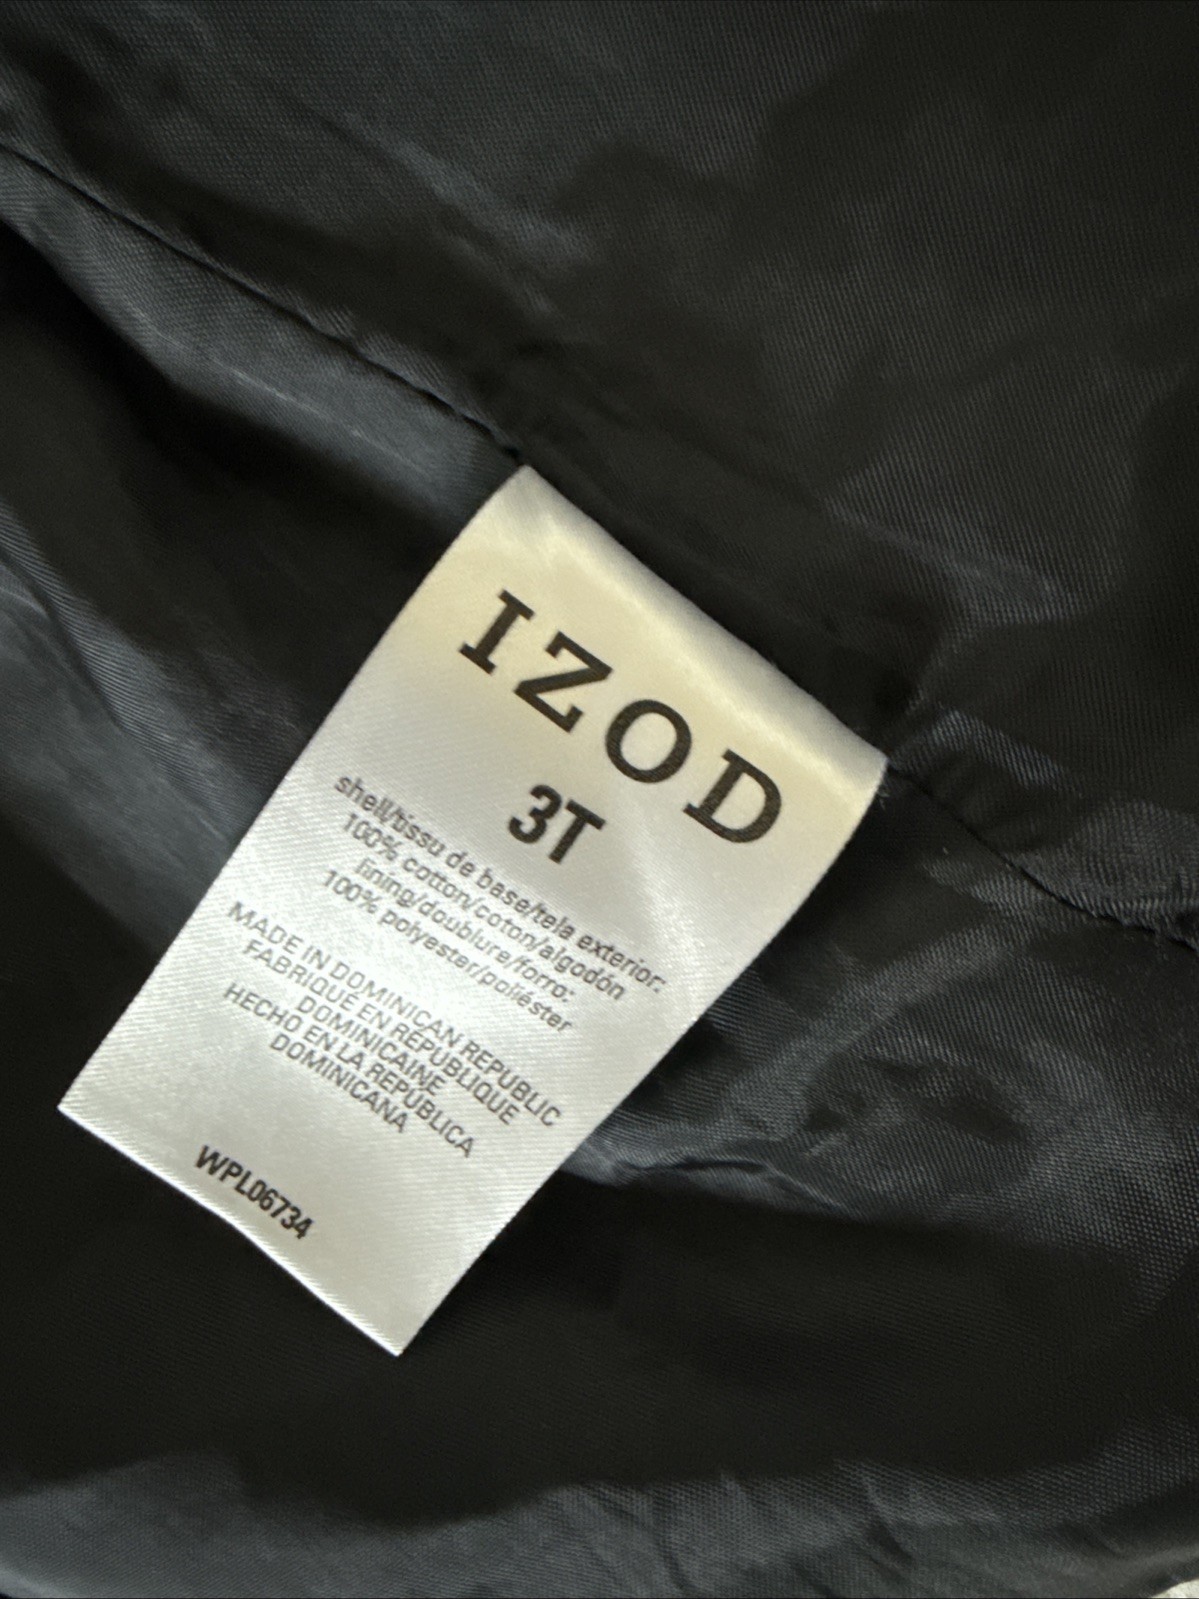 IZOD
3T
shell/tissu de base/tela exterior:
100% cotton/coton/algodón
lining/doublure/forro:
100% polyester/poliéster
MADE IN DOMINICAN REPUBLIC
FABRIQUÉ EN RÉPUBLIQUE
DOMINICAINE
HECHO EN LA REPÚBLICA
DOMINICANA
WPL06734